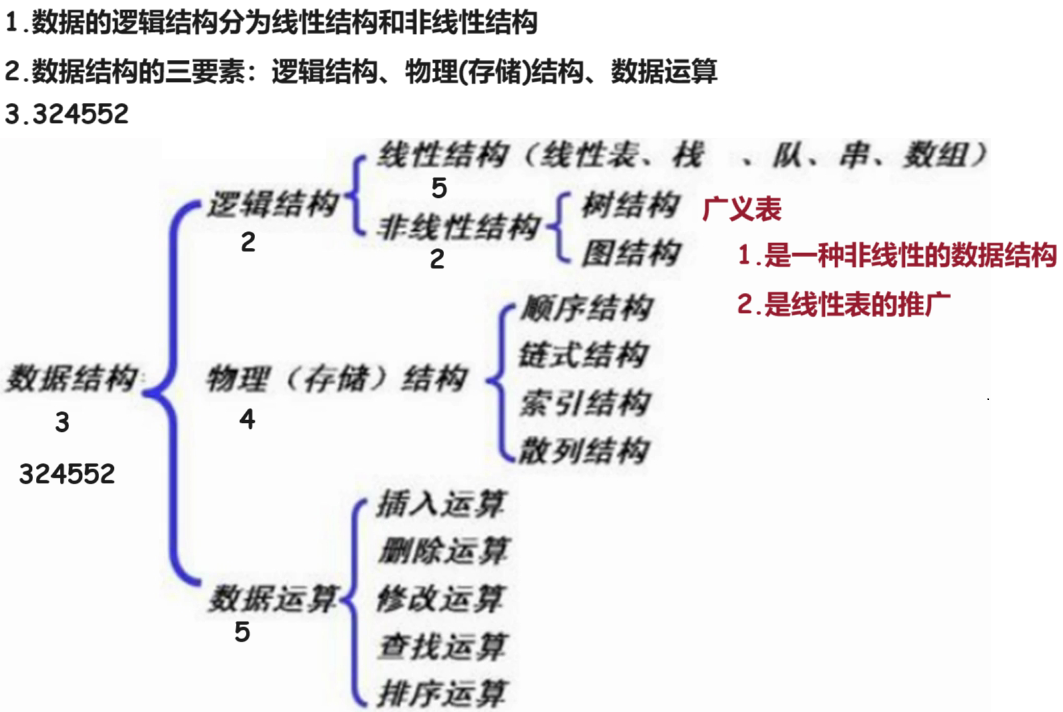 1.数据的逻辑结构分为线性结构和非线性结构
2.数据结构的三要素：逻辑结构、物理(存储)结构、数据运算
3.324552
线性结构（线性表、栈 、队、串、数组）
5
逻辑结构
2
非线性结构
2
树结构
图结构
广义表
1.是一种非线性的数据结构
2.是线性表的推广
数据结构:
3
324552
物理（存储）结构
4
顺序结构
链式结构
索引结构
散列结构
数据运算
5
插入运算
删除运算
修改运算
查找运算
排序运算